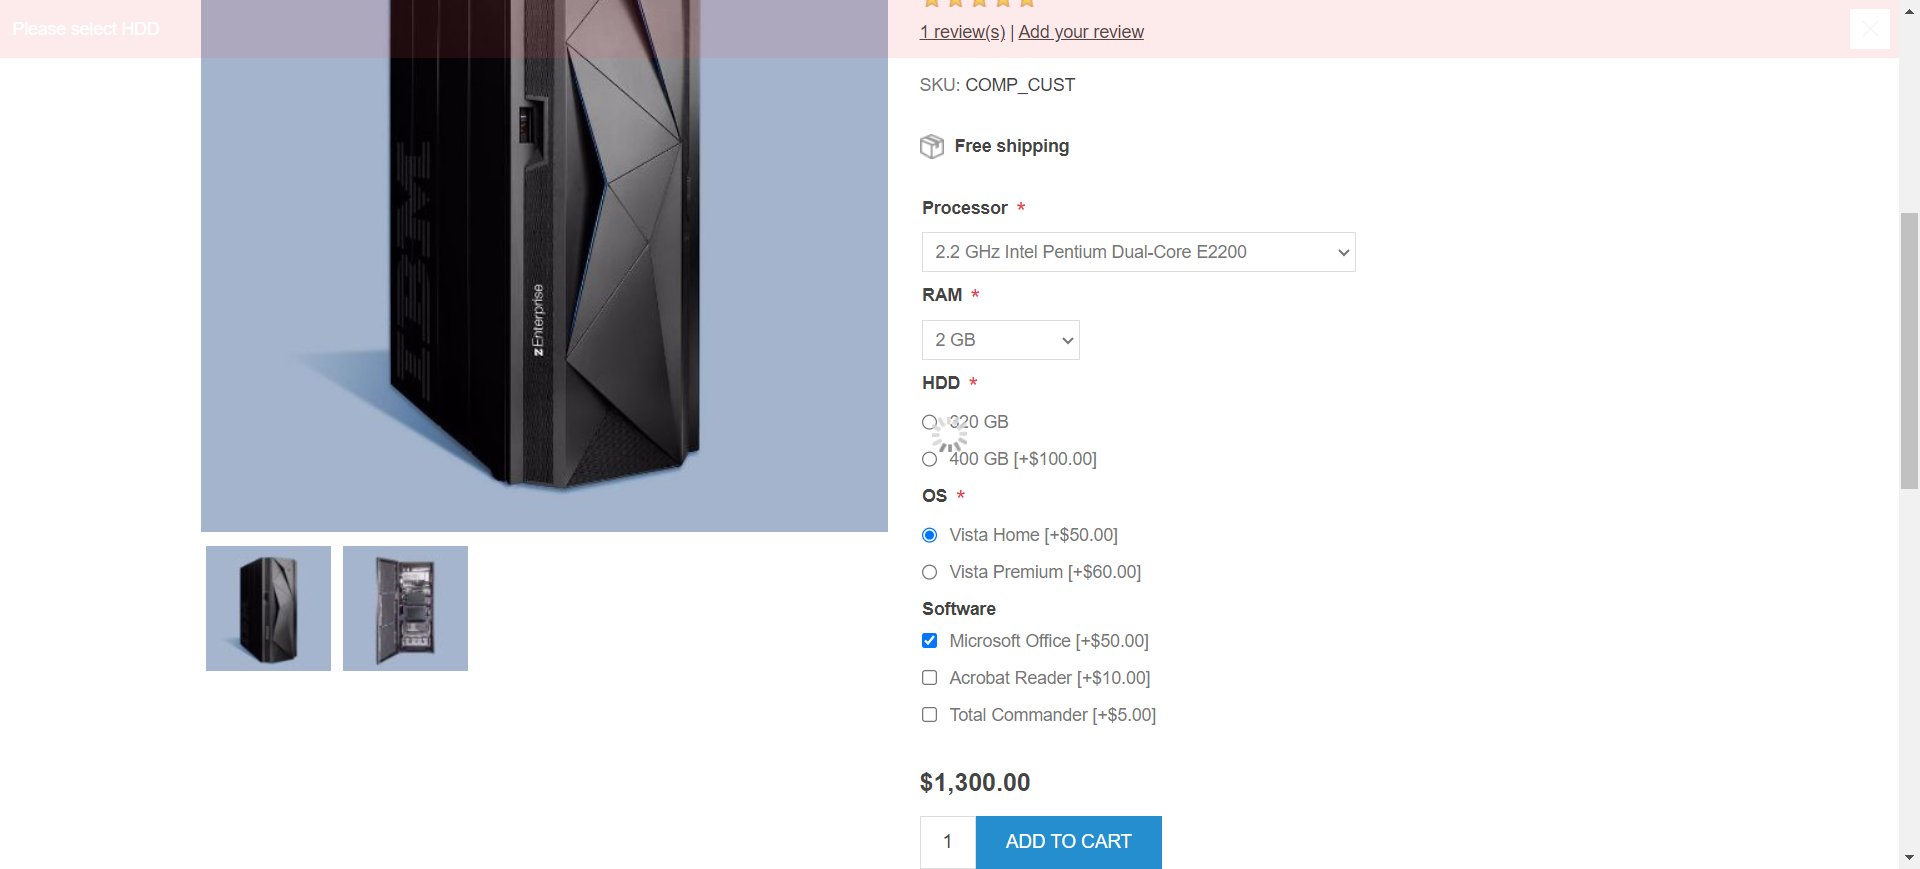 Please select HDD
1 review(s) | Add your review
SKU: COMP_CUST
Free shipping
Processor *
2.2 GHz Intel Pentium Dual-Core E2200
RAM *
2 GB
HDD *
320 GB
400 GB [+$100.00]
OS *
Vista Home [+$50.00]
Vista Premium [+$60.00]
Software
Microsoft Office [+$50.00]
Acrobat Reader [+$10.00]
Total Commander [+$5.00]
$1,300.00
1 ADD TO CART
IBM
zEnterprise